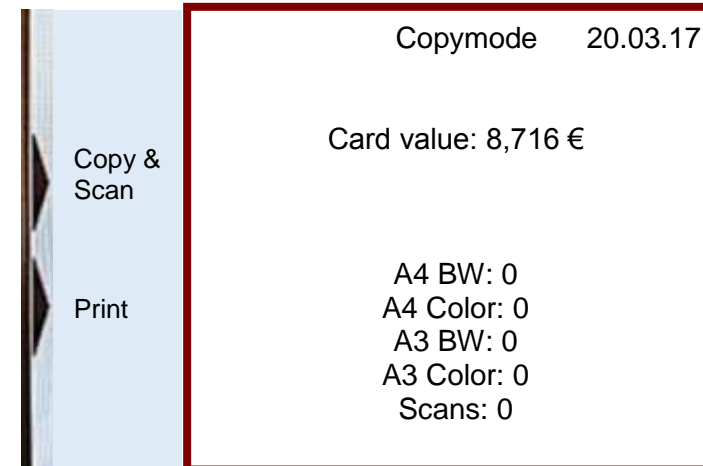 Copymode 20.03.17
Card value: 8,716 €
Copy &
Scan
Print
A4 BW: 0
A4 Color: 0
A3 BW: 0
A3 Color: 0
Scans: 0